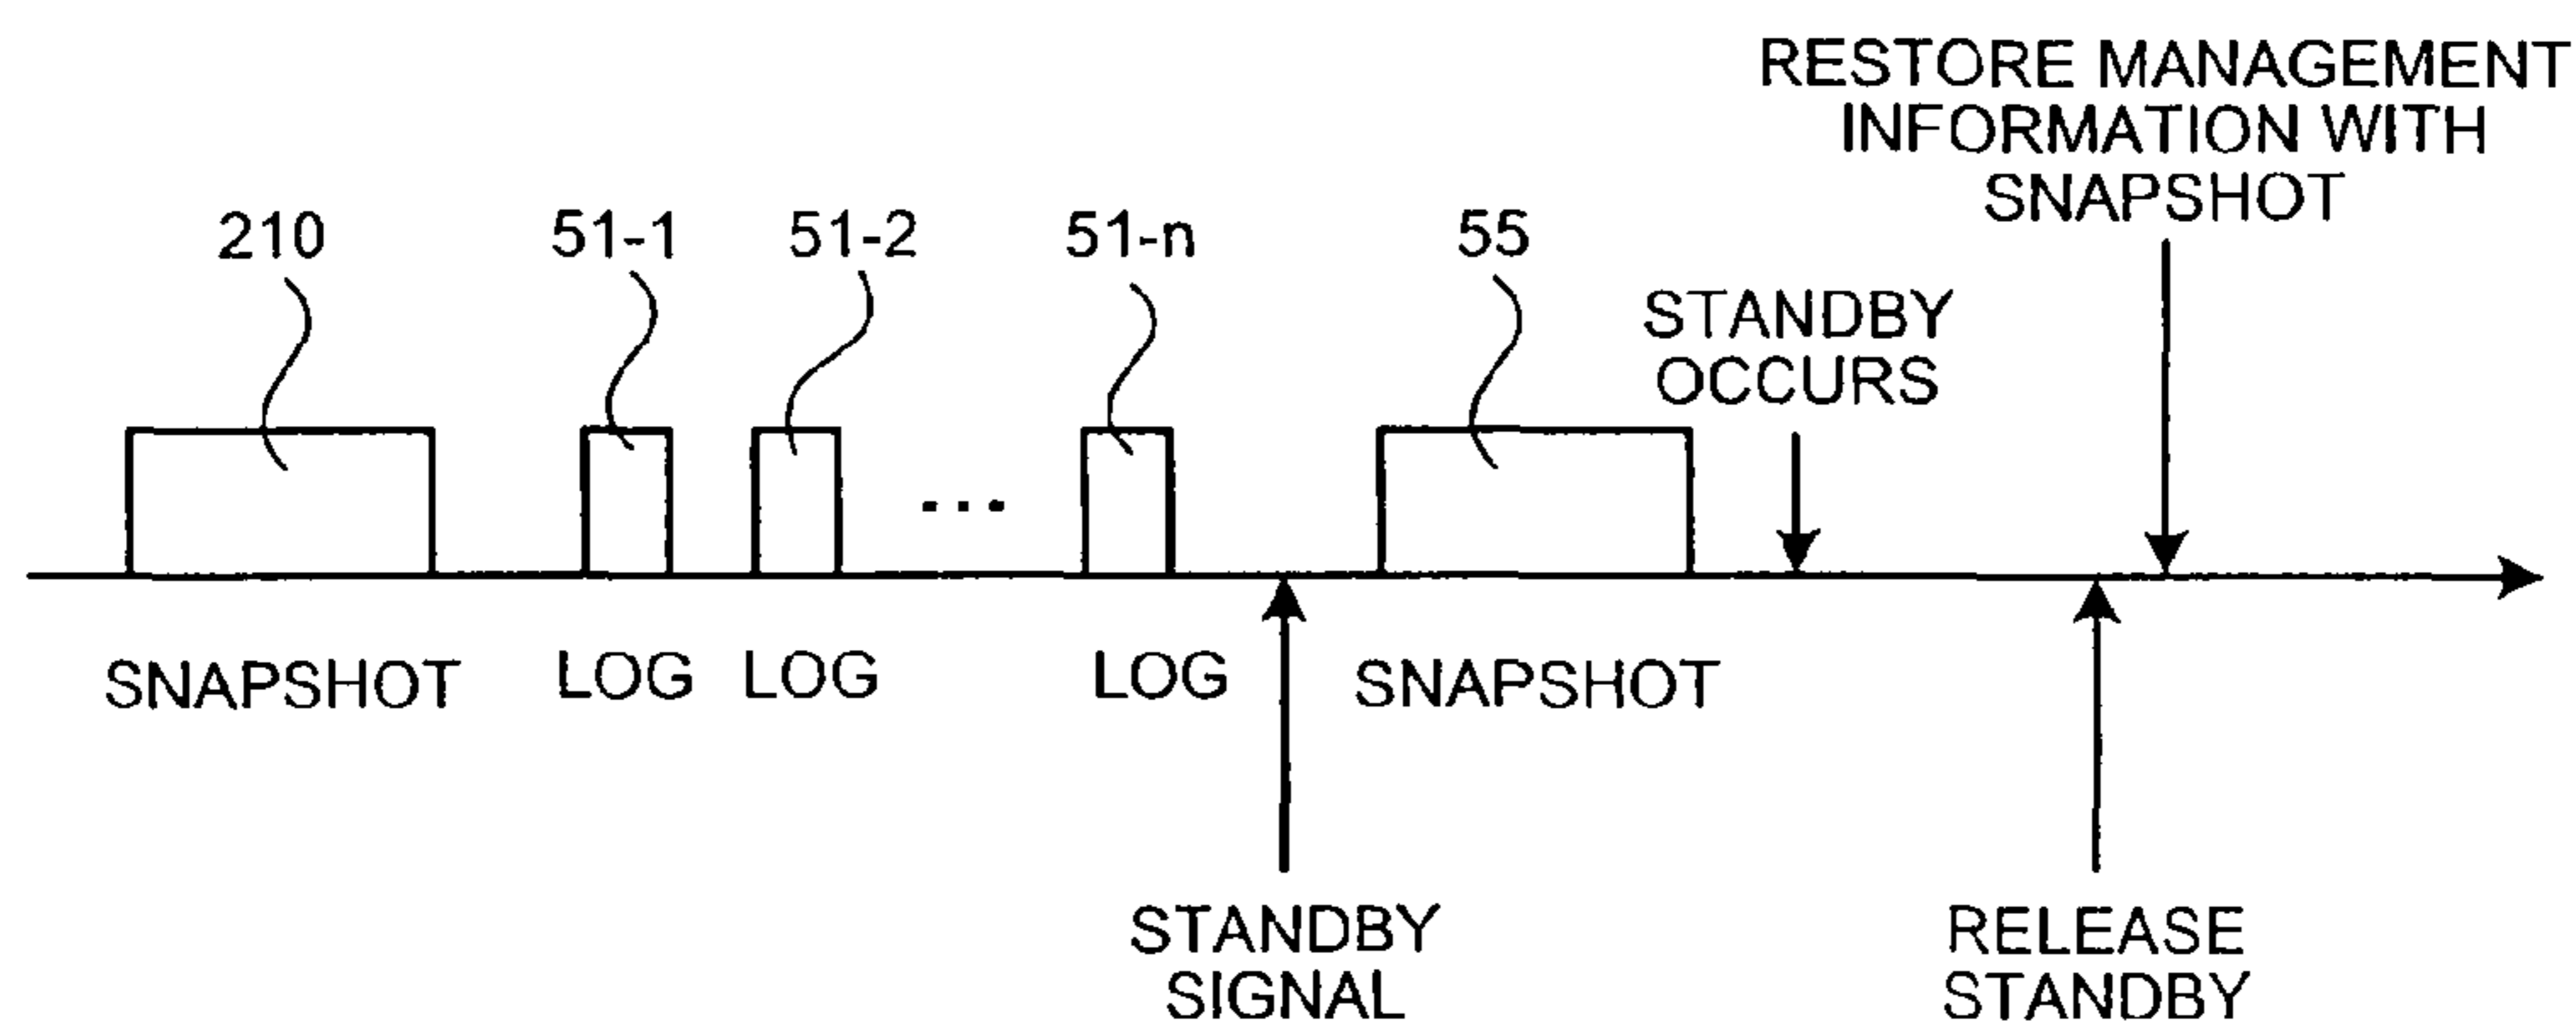 RESTORE MANAGEMENT
INFORMATION WITH
SNAPSHOT
210
51-1
51-2
51-n
55
STANDBY
OCCURS
...
SNAPSHOT
LOG
LOG
LOG
SNAPSHOT
STANDBY
SIGNAL
RELEASE
STANDBY